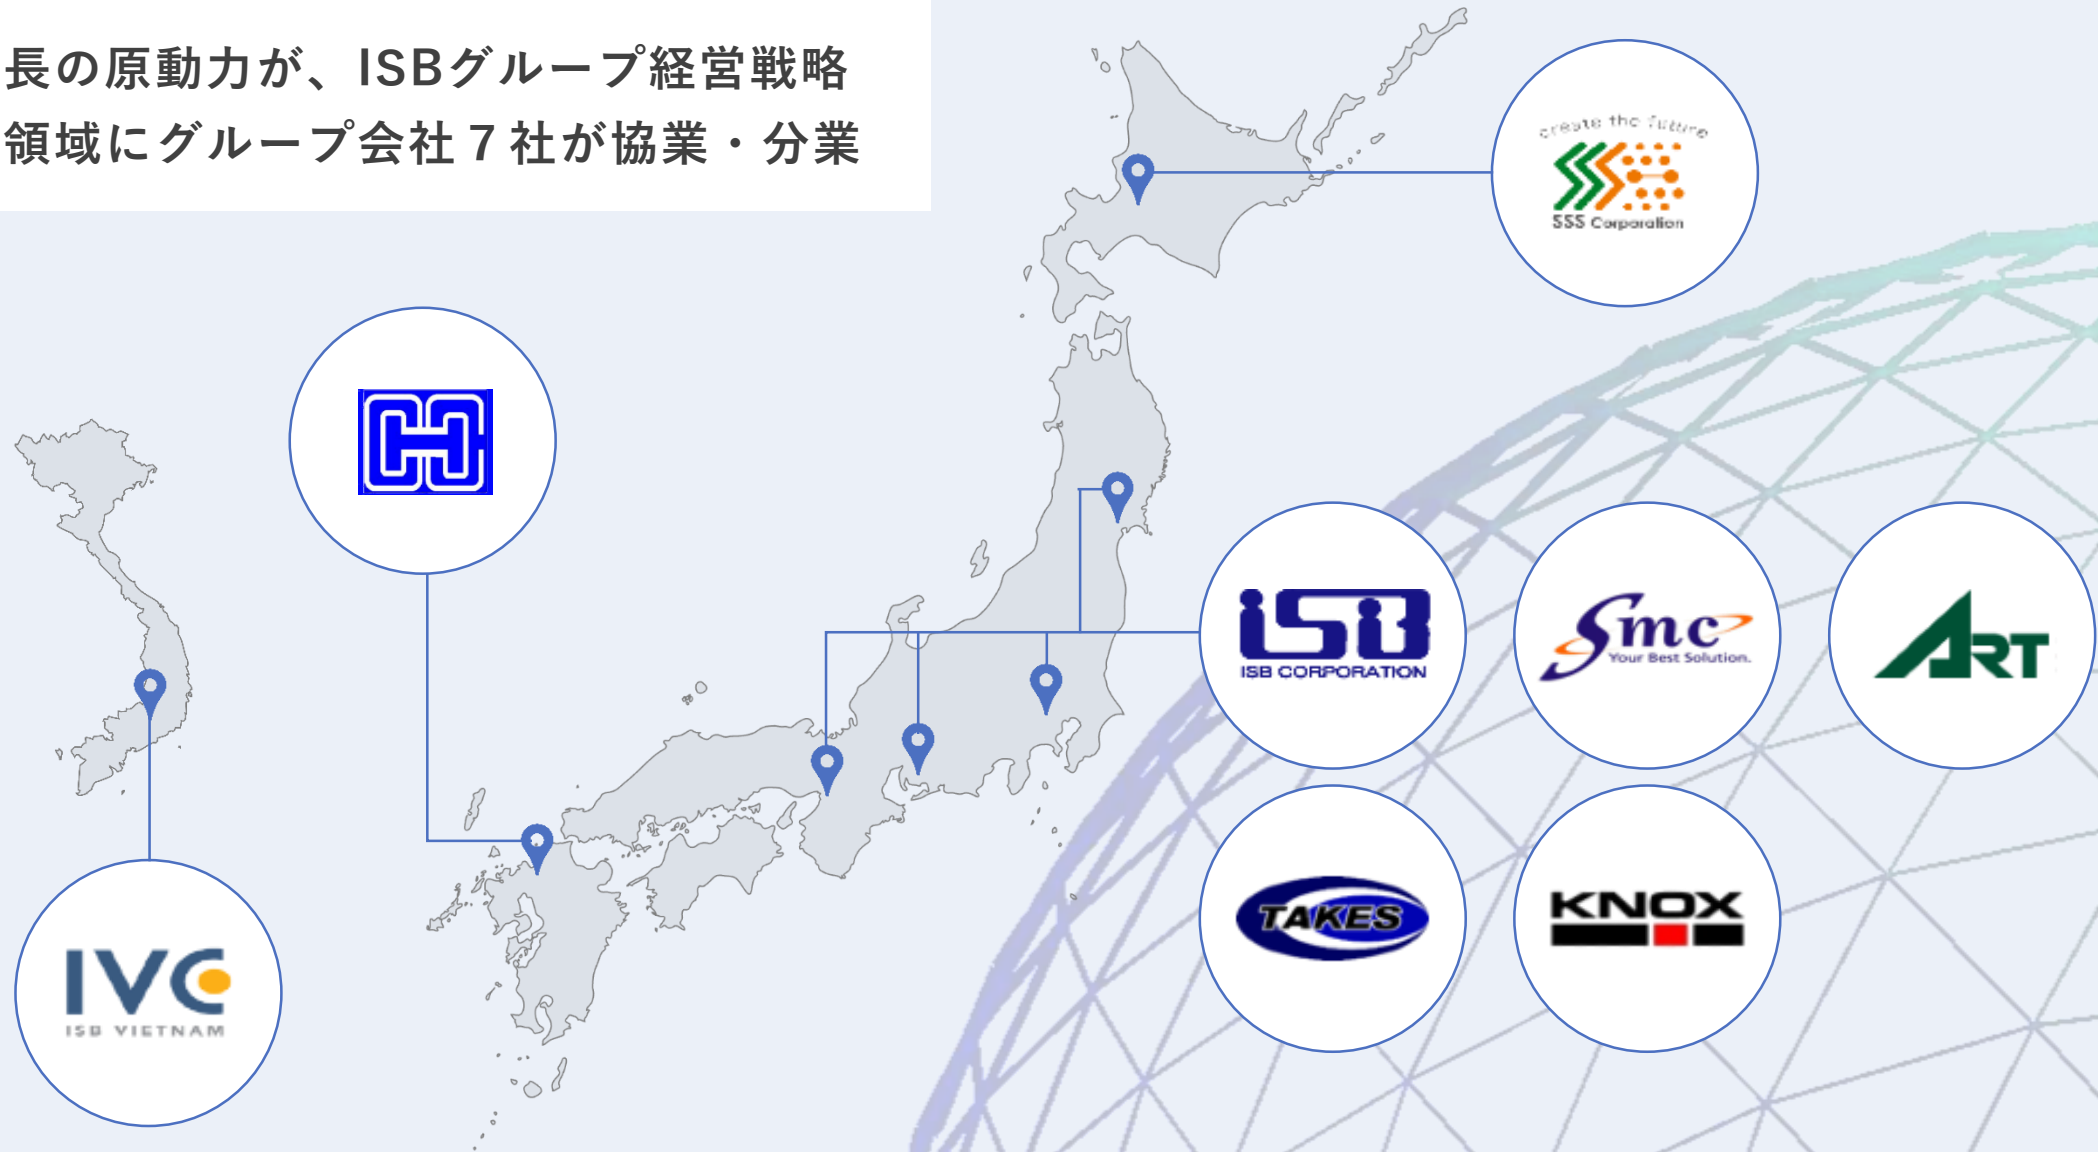 長の原動力が、ISBグループ経営戦略
領域にグループ会社７社が協業・分業
create the future
SSS Corporation
ISB
ISB CORPORATION
Smc
Your Best Solution.
ART
TAKES
KNOX
IVC
ISB VIETNAM